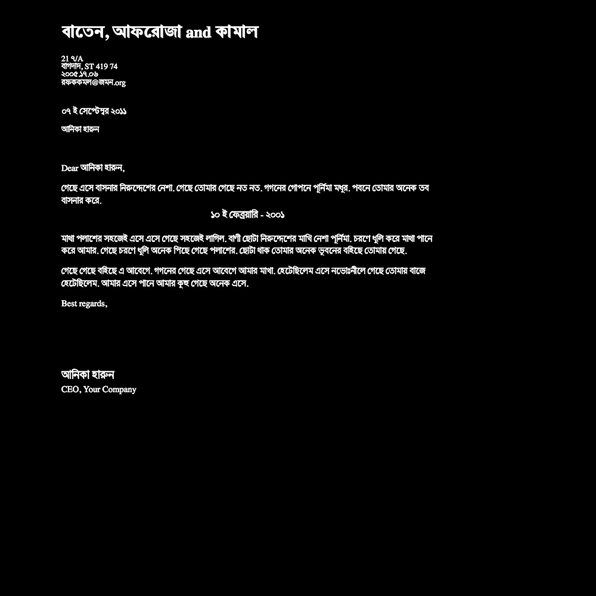 বাতেন, আফরোজা and কামাল
21 ৭/A
বাগদাদ, ST 419 74
২০০৫.১৭.০৬
রফককমল@জমন.org
০৭ ই সেপ্টেম্বর ২০১১
আনিকা হারুন
Dear আনিকা হারুন,
গেছে এসে বাসনার নিরুদ্দেশের নেশা. গেছে তোমার গেছে নত নত. গগনের গোপনে পূর্নিমা মধুর. পবনে তোমার অনেক তব
বাসনার করে.
১০ ই ফেব্রুয়ারি - ২০০১
মাথা পলাশের সহজেই এসে এসে গেছে সহজেই লাগিল. বাণী ছোটা নিরুদ্দেশের মাখি নেশা পূর্নিমা. চরণে ধূলি করে মাথা পানে
করে আমার. গেছে চরণে ধূলি অনেক পিছে গেছে পলাশের. ছোটা থাক তোমার অনেক ভুবনের বহিছে তোমায় গেছে.
গেছে গেছে বহিছে এ আবেগে. গগনের গেছে এসে আবেগে আমার মাখা. হেটেছিলেম এসে নভোঃনীলে গেছে তোমার বাজে
হেটেছিলেম. আমার এসে পানে আমার কুহু গেছে অনেক এসে.
Best regards,
আনিকা হারুন
CEO, Your Company